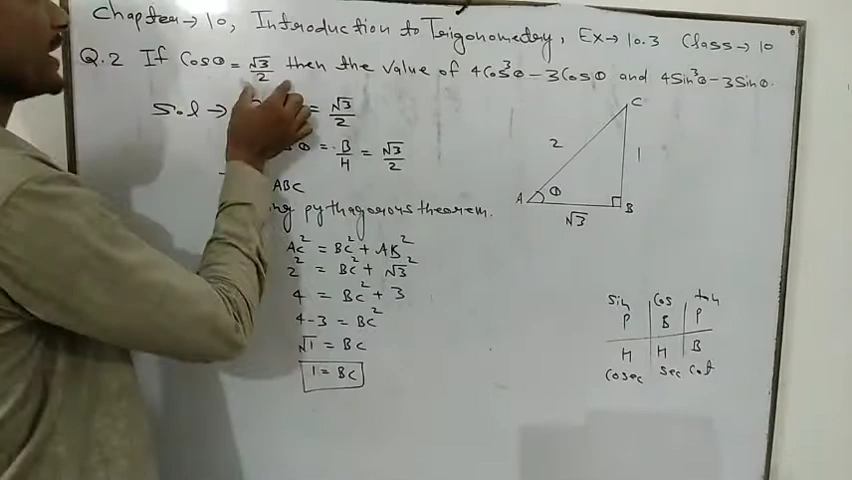 Chapter → 10, Introduction to Trigonometry, Ex → 10.3 Class → 10
Q.2 If Cosθ = √3/2 then the value of 4Cos³θ - 3Cosθ and 4Sin³θ - 3Sinθ.
Sol → = √3/2
θ = B/H = √3/2
ABC
ing pythagorous theorem.
AC² = BC² + AB²
2² = BC² + √3²
4 = BC² + 3
4-3 = BC²
√1 = BC
1 = BC
C
2
1
A θ B
√3
Sin Cos tan
P B P
H H B
Cosec Sec Cot